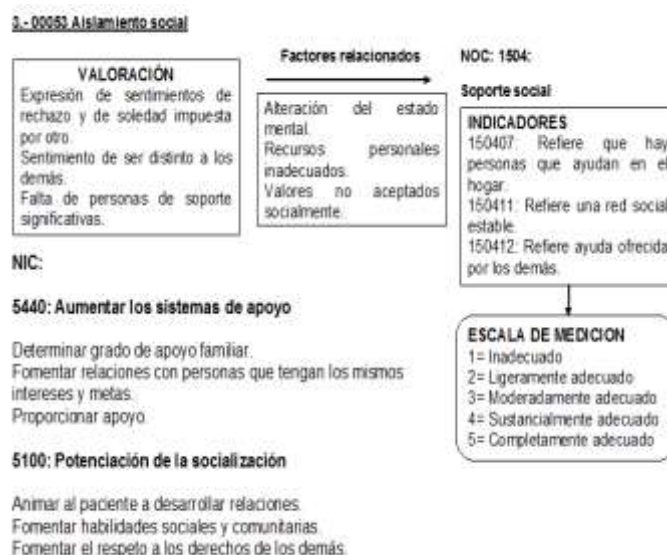 3.- 00053 Aislamiento social
VALORACIÓN
Expresión de sentimientos de
rechazo y de soledad impuesta
por otro.
Sentimiento de ser distinto a los
demás.
Falta de personas de soporte
significativas.
Factores relacionados
Alteración del estado
mental.
Recursos personales
inadecuados.
Valores no aceptados
socialmente.
NOC: 1504:
Soporte social
INDICADORES
150407: Refiere que hay
personas que ayudan en el
hogar.
150411: Refiere una red social
estable.
150412: Refiere ayuda ofrecida
por los demás.
ESCALA DE MEDICION
1= Inadecuado
2= Ligeramente adecuado
3= Moderadamente adecuado
4= Sustancialmente adecuado
5= Completamente adecuado
NIC:
5440: Aumentar los sistemas de apoyo
Determinar grado de apoyo familiar.
Fomentar relaciones con personas que tengan los mismos
intereses y metas.
Proporcionar apoyo.
5100: Potenciación de la socialización
Animar al paciente a desarrollar relaciones.
Fomentar habilidades sociales y comunitarias.
Fomentar el respeto a los derechos de los demás.